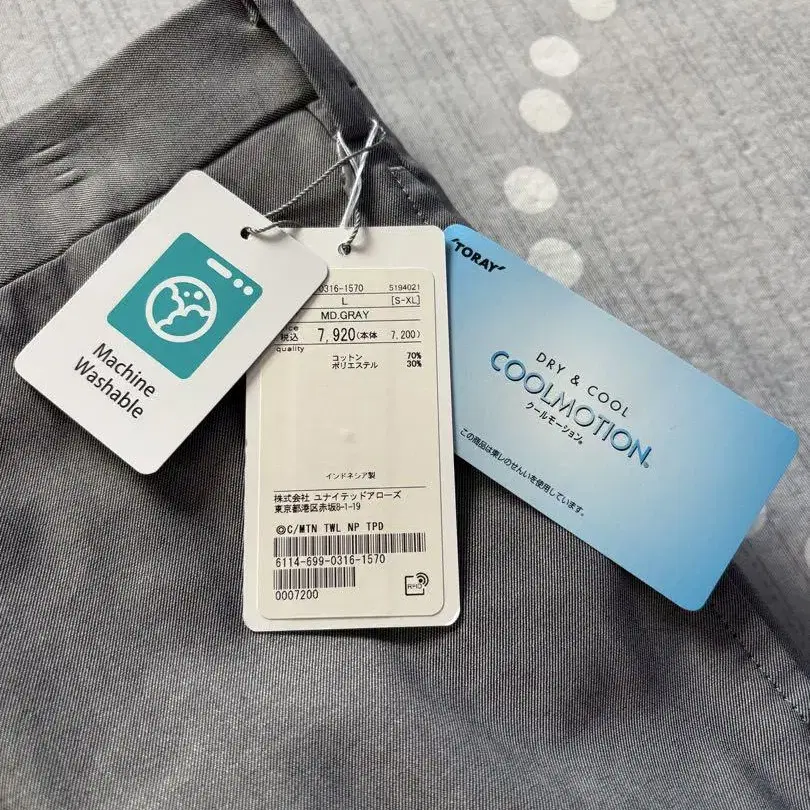 Machine
Washable
0316-1570 5194021
L [S-XL]
MD.GRAY
税込 7,920(本体 7,200)
quality
コットン 70%
ポリエステル 30%
インドネシア製
株式会社 ユナイテッドアローズ
東京都港区赤坂8-1-19
©C/MTN TWL NP TPD
6114-699-0316-1570
0007200
RFID
'TORAY'
DRY & COOL
COOLMOTION®
クールモーション®
この商品は東レのせんいを使用しています。